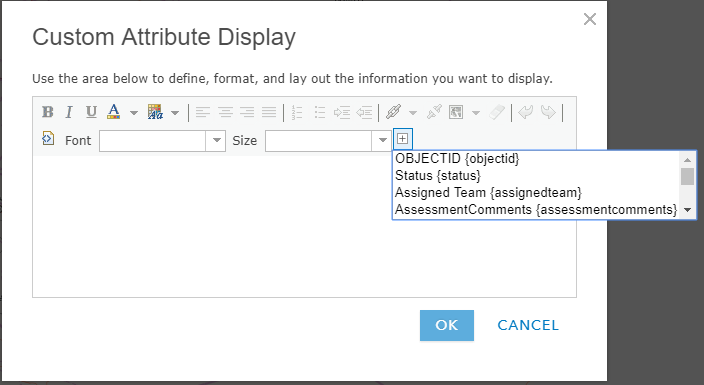 Custom Attribute Display
Use the area below to define, format, and lay out the information you want to display.
B I U A Aa
Font Size
OBJECTID {objectid}
Status {status}
Assigned Team {assignedteam}
AssessmentComments {assessmentcomments}
OK CANCEL